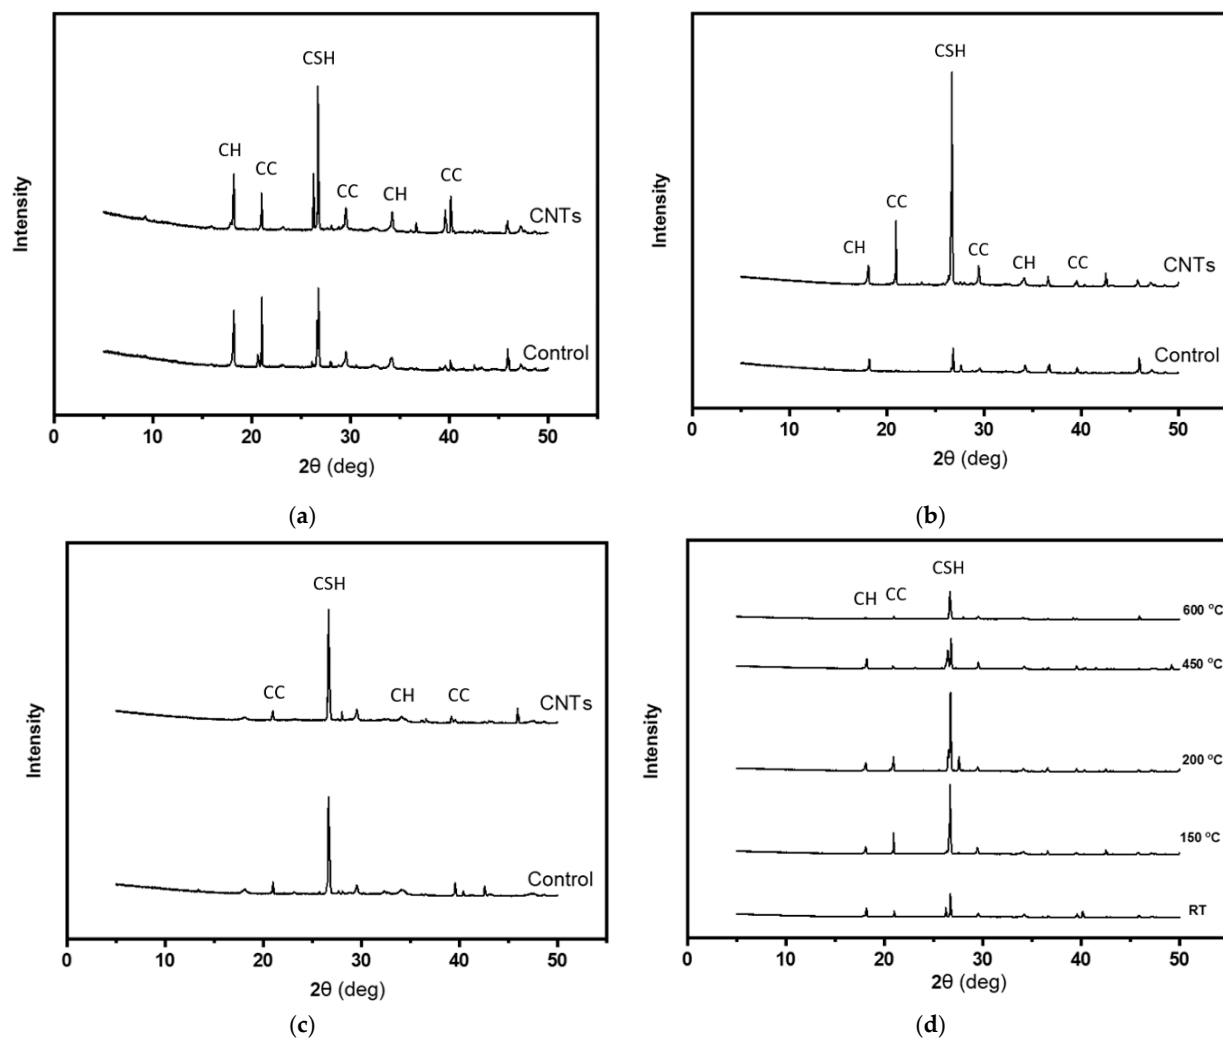 CSH
CH
CC
CC
CH
CC
CNTs
Control
Intensity
0 10 20 30 40 50
2θ (deg)
(a)
CSH
CC
CH
CC
CH
CC
CNTs
Control
Intensity
0 10 20 30 40 50
2θ (deg)
(b)
CSH
CC
CH
CC
CNTs
Control
Intensity
0 10 20 30 40 50
2θ (deg)
(c)
CSH
CH
CC
600 °C
450 °C
200 °C
150 °C
RT
Intensity
0 10 20 30 40 50
2θ (deg)
(d)